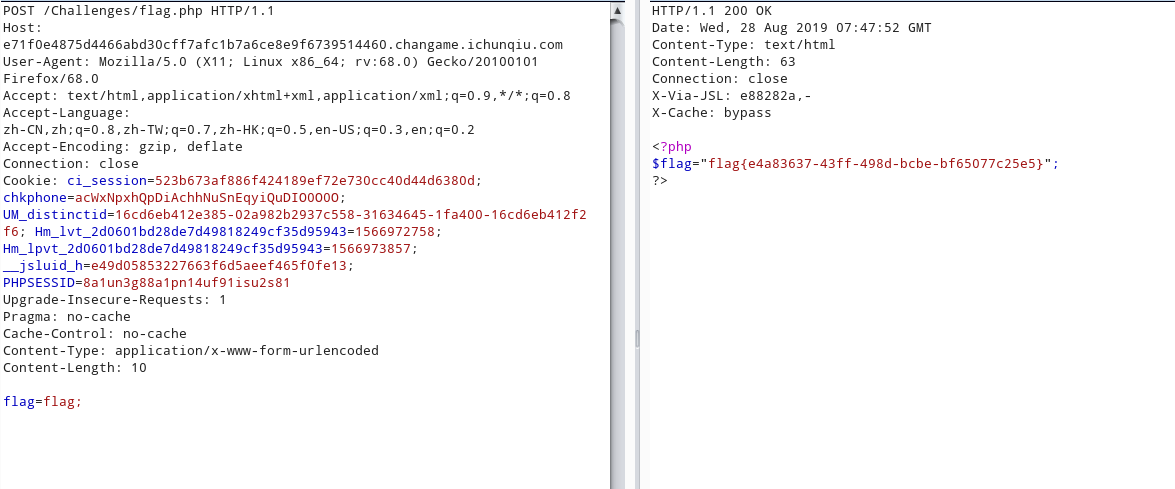 POST /Challenges/flag.php HTTP/1.1
Host:
e71f0e4875d4466abd30cff7afc1b7a6ce8e9f6739514460.changame.ichunqiu.com
User-Agent: Mozilla/5.0 (X11; Linux x86_64; rv:68.0) Gecko/20100101
Firefox/68.0
Accept: text/html,application/xhtml+xml,application/xml;q=0.9,*/*;q=0.8
Accept-Language:
zh-CN,zh;q=0.8,zh-TW;q=0.7,zh-HK;q=0.5,en-US;q=0.3,en;q=0.2
Accept-Encoding: gzip, deflate
Connection: close
Cookie: ci_session=523b673af886f424189ef72e730cc40d44d6380d;
chkphone=acWxNpxhQpDiAchhNuSnEqyiQuDIO0O0O;
UM_distinctid=16cd6eb412e385-02a982b2937c558-31634645-1fa400-16cd6eb412f2
f6; Hm_lvt_2d0601bd28de7d49818249cf35d95943=1566972758;
Hm_lpvt_2d0601bd28de7d49818249cf35d95943=1566973857;
__jsluid_h=e49d05853227663f6d5aeef465f0fe13;
PHPSESSID=8a1un3g88a1pn14uf91isu2s81
Upgrade-Insecure-Requests: 1
Pragma: no-cache
Cache-Control: no-cache
Content-Type: application/x-www-form-urlencoded
Content-Length: 10
flag=flag;
HTTP/1.1 200 OK
Date: Wed, 28 Aug 2019 07:47:52 GMT
Content-Type: text/html
Content-Length: 63
Connection: close
X-Via-JSL: e88282a,-
X-Cache: bypass
<?php
$flag="flag{e4a83637-43ff-498d-bcbe-bf65077c25e5}";
?>